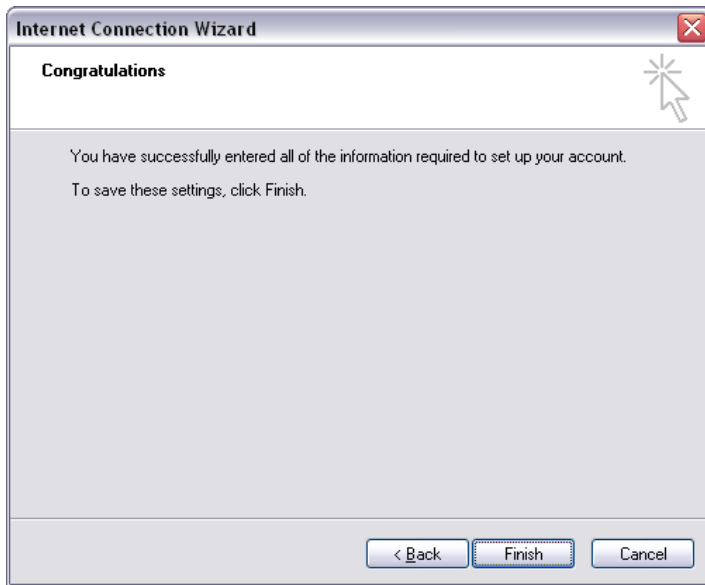 Internet Connection Wizard
Congratulations
You have successfully entered all of the information required to set up your account.
To save these settings, click Finish.
< Back
Finish
Cancel